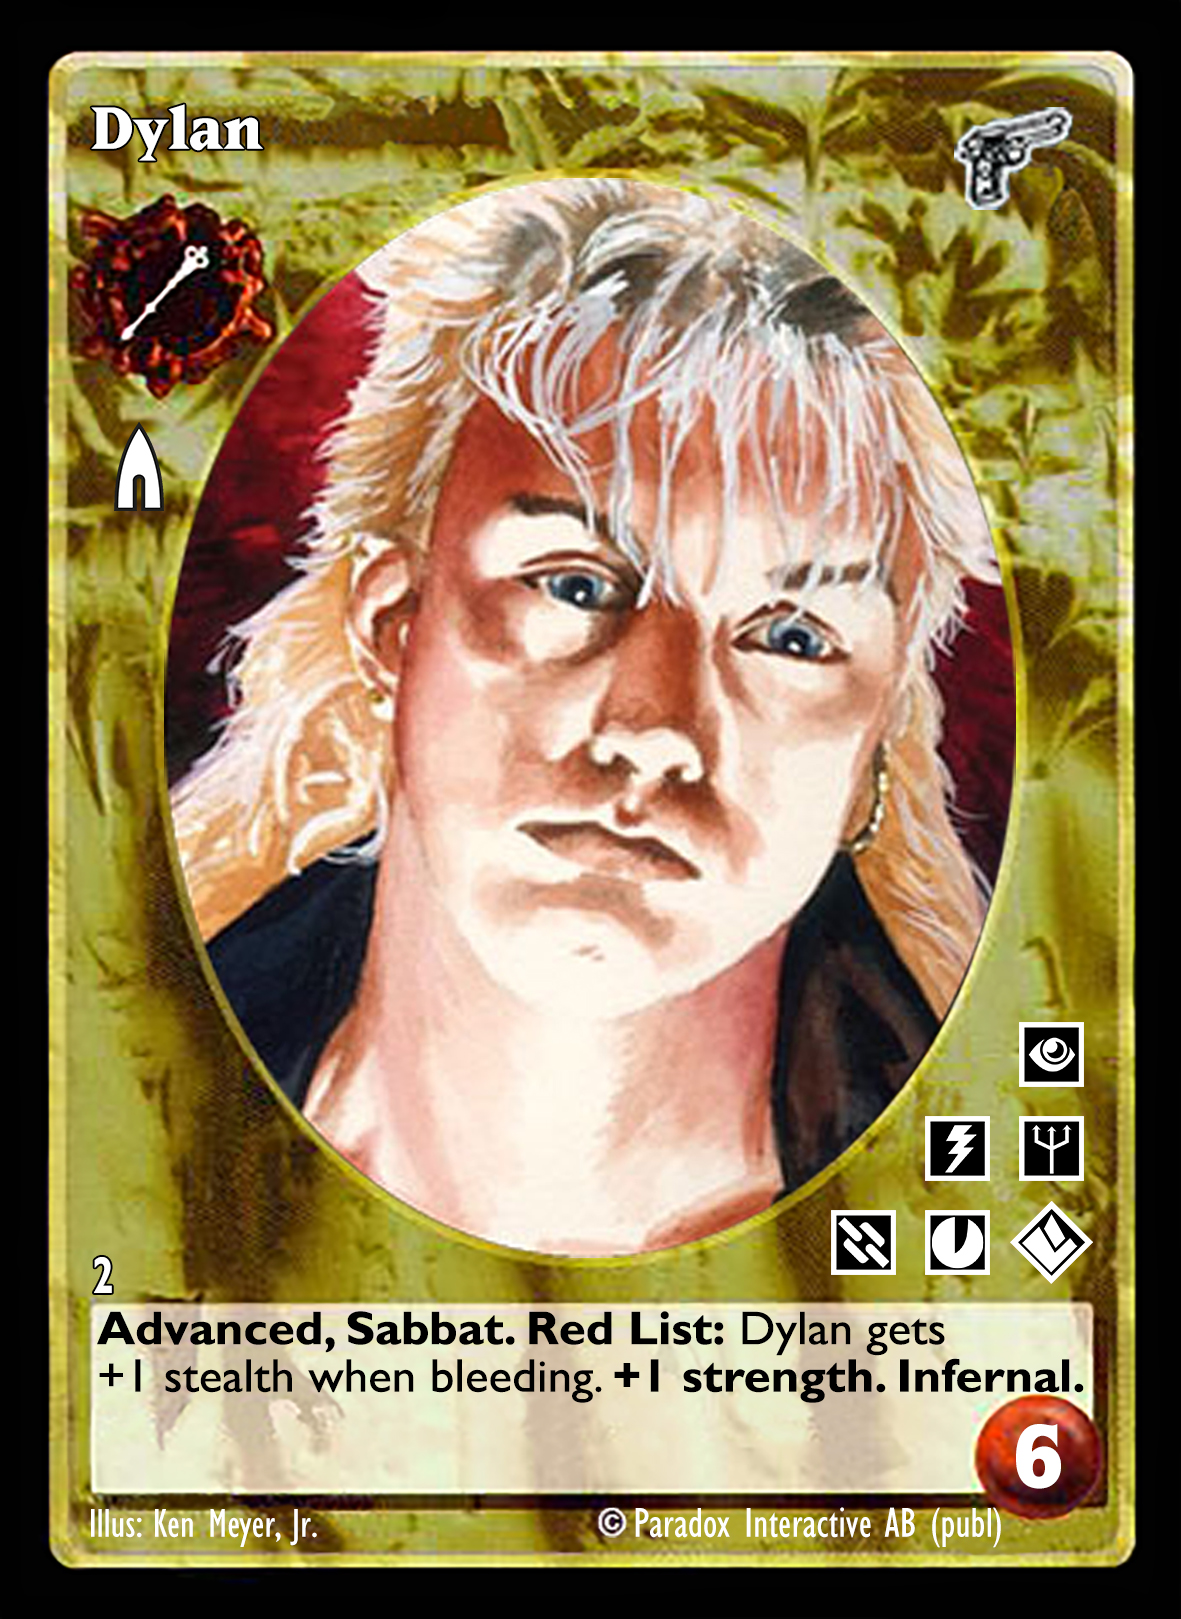 Dylan
2
Advanced, Sabbat. Red List: Dylan gets
+1 stealth when bleeding. +1 strength. Infernal.
6
Illus: Ken Meyer, Jr.
© Paradox Interactive AB (publ)